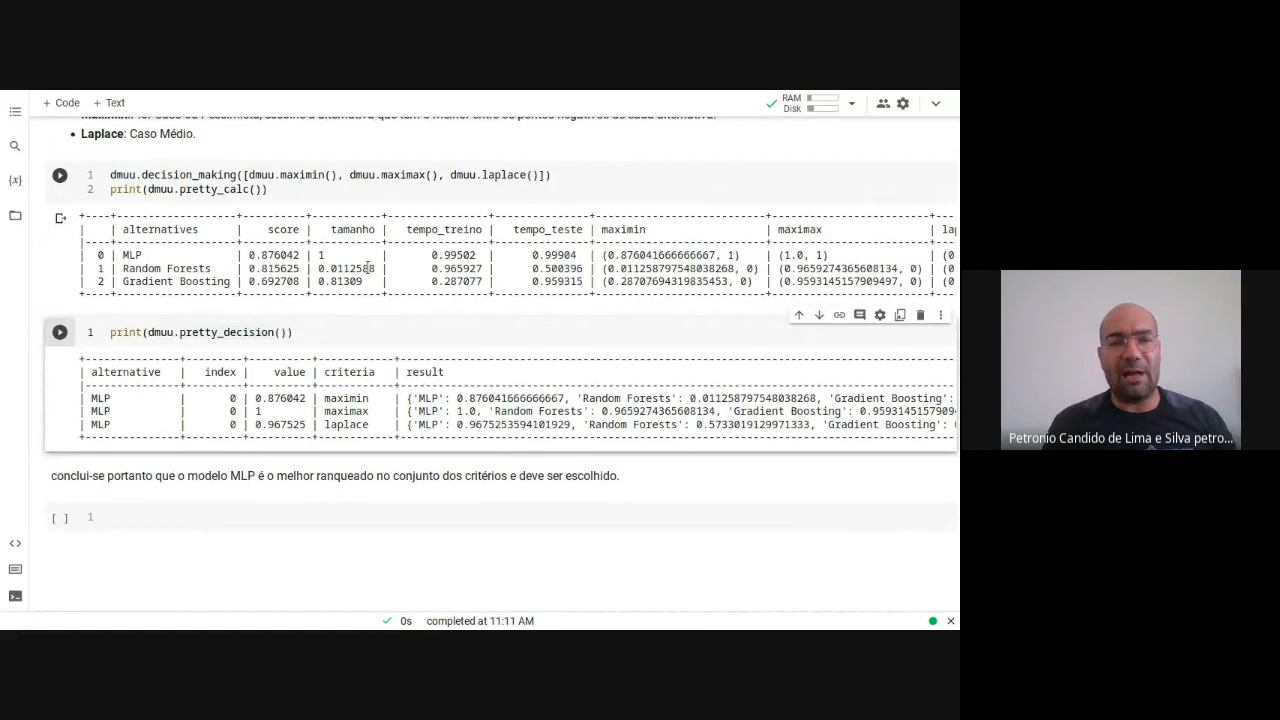 + Code + Text
RAM
Disk
Laplace: Caso Médio.
1 dmuu.decision_making([dmuu.maximin(), dmuu.maximax(), dmuu.laplace()])
2 print(dmuu.pretty_calc())
| | alternatives | score | tamanho | tempo_treino | tempo_teste | maximin | maximax |
| 0 | MLP | 0.876042 | 1 | 0.99502 | 0.99904 | (0.876041666666667, 1) | (1.0, 1) | (0
| 1 | Random Forests | 0.815625 | 0.0112588 | 0.965927 | 0.500396 | (0.011258797548038268, 0) | (0.9659274365608134, 0) | (0
| 2 | Gradient Boosting | 0.692708 | 0.81309 | 0.287077 | 0.959315 | (0.28707694319835453, 0) | (0.9593145157909497, 0) | (0
1 print(dmuu.pretty_decision())
| alternative | index | value | criteria | result
| MLP | 0 | 0.876042 | maximin | {'MLP': 0.876041666666667, 'Random Forests': 0.011258797548038268, 'Gradient Boosting':
| MLP | 0 | 1 | maximax | {'MLP': 1.0, 'Random Forests': 0.9659274365608134, 'Gradient Boosting': 0.9593145157909
| MLP | 0 | 0.967525 | laplace | {'MLP': 0.9675253594101929, 'Random Forests': 0.5733019129971333, 'Gradient Boosting':
conclui-se portanto que o modelo MLP é o melhor ranqueado no conjunto dos critérios e deve ser escolhido.
[ ] 1
0s completed at 11:11 AM
Petronio Candido de Lima e Silva petro...